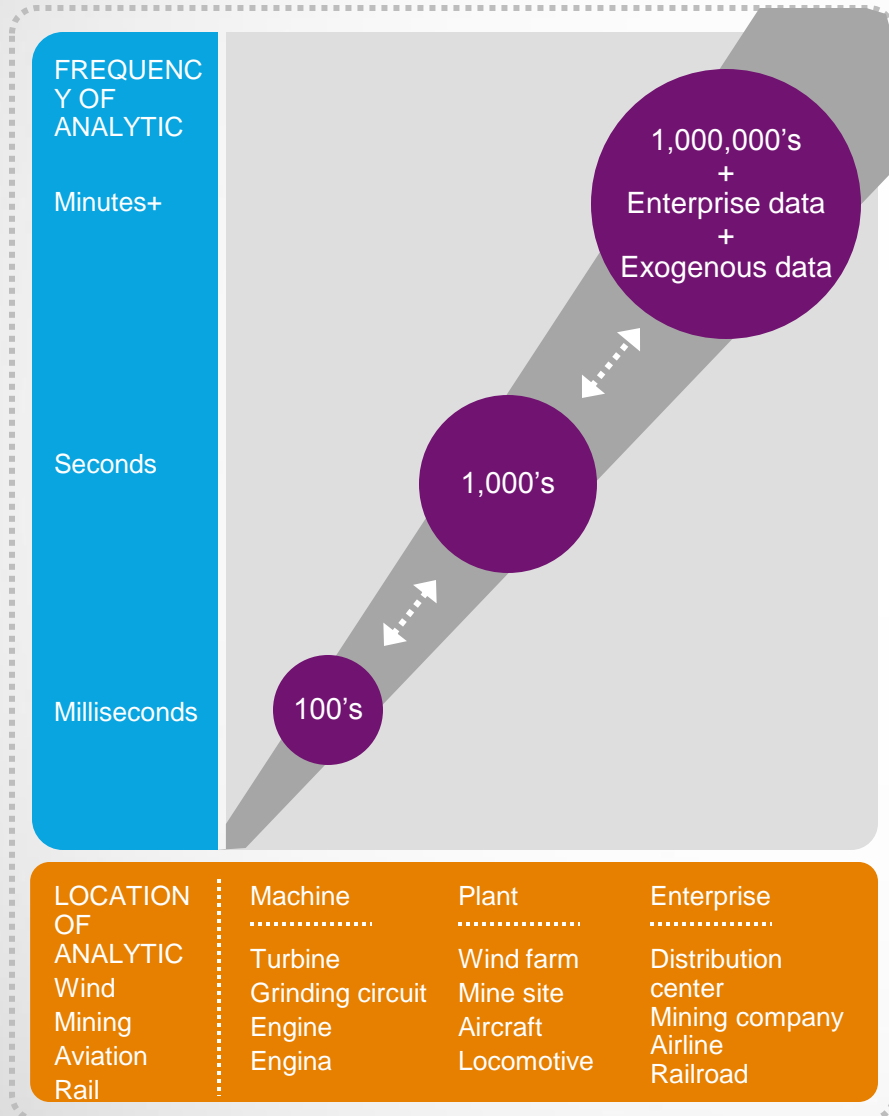 FREQUENC
Y OF
ANALYTIC
Minutes+
Seconds
Milliseconds
1,000,000’s
+
Enterprise data
+
Exogenous data
1,000’s
100’s
LOCATION
OF
ANALYTIC
Wind
Mining
Aviation
Rail
Machine
Turbine
Grinding circuit
Engine
Engina
Plant
Wind farm
Mine site
Aircraft
Locomotive
Enterprise
Distribution
center
Mining company
Airline
Railroad